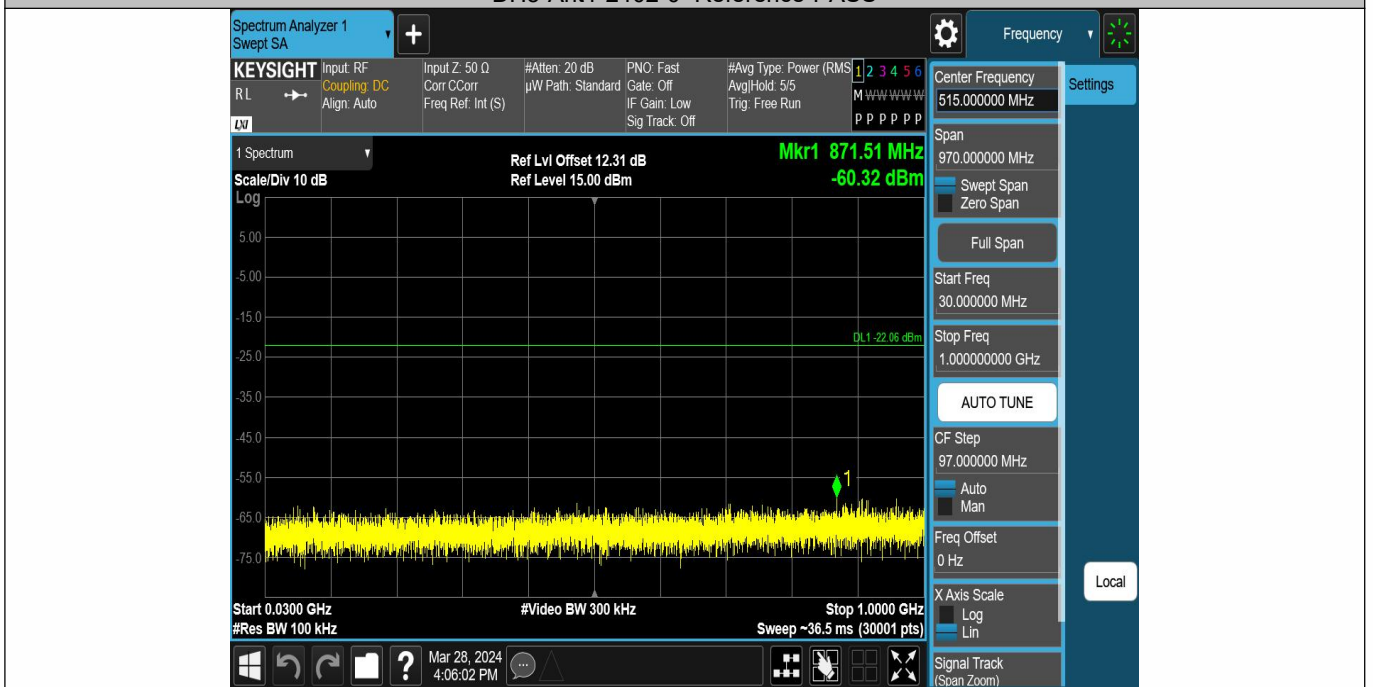 Spectrum Analyzer 1
Swept SA
Frequency
KEYSIGHT
R L
LXI
Input: RF
Coupling: DC
Align: Auto
Input Z: 50 Ω
Corr CCorr
Freq Ref: Int (S)
#Atten: 20 dB
µW Path: Standard
PNO: Fast
Gate: Off
IF Gain: Low
Sig Track: Off
#Avg Type: Power (RMS
Avg|Hold: 5/5
Trig: Free Run
1 2 3 4 5 6
M W W W W W
P P P P P P
1 Spectrum
Scale/Div 10 dB
Log
Ref Lvl Offset 12.31 dB
Ref Level 15.00 dBm
Mkr1 871.51 MHz
-60.32 dBm
5.00
-5.00
-15.0
DL1 -22.06 dBm
-25.0
-35.0
-45.0
-55.0
1
-65.0
-75.0
Start 0.0300 GHz
#Res BW 100 kHz
#Video BW 300 kHz
Stop 1.0000 GHz
Sweep ~36.5 ms (30001 pts)
Mar 28, 2024
4:06:02 PM
Center Frequency
515.000000 MHz
Settings
Span
970.000000 MHz
Swept Span
Zero Span
Full Span
Start Freq
30.000000 MHz
Stop Freq
1.000000000 GHz
AUTO TUNE
CF Step
97.000000 MHz
Auto
Man
Freq Offset
0 Hz
Local
X Axis Scale
Log
Lin
Signal Track
(Span Zoom)